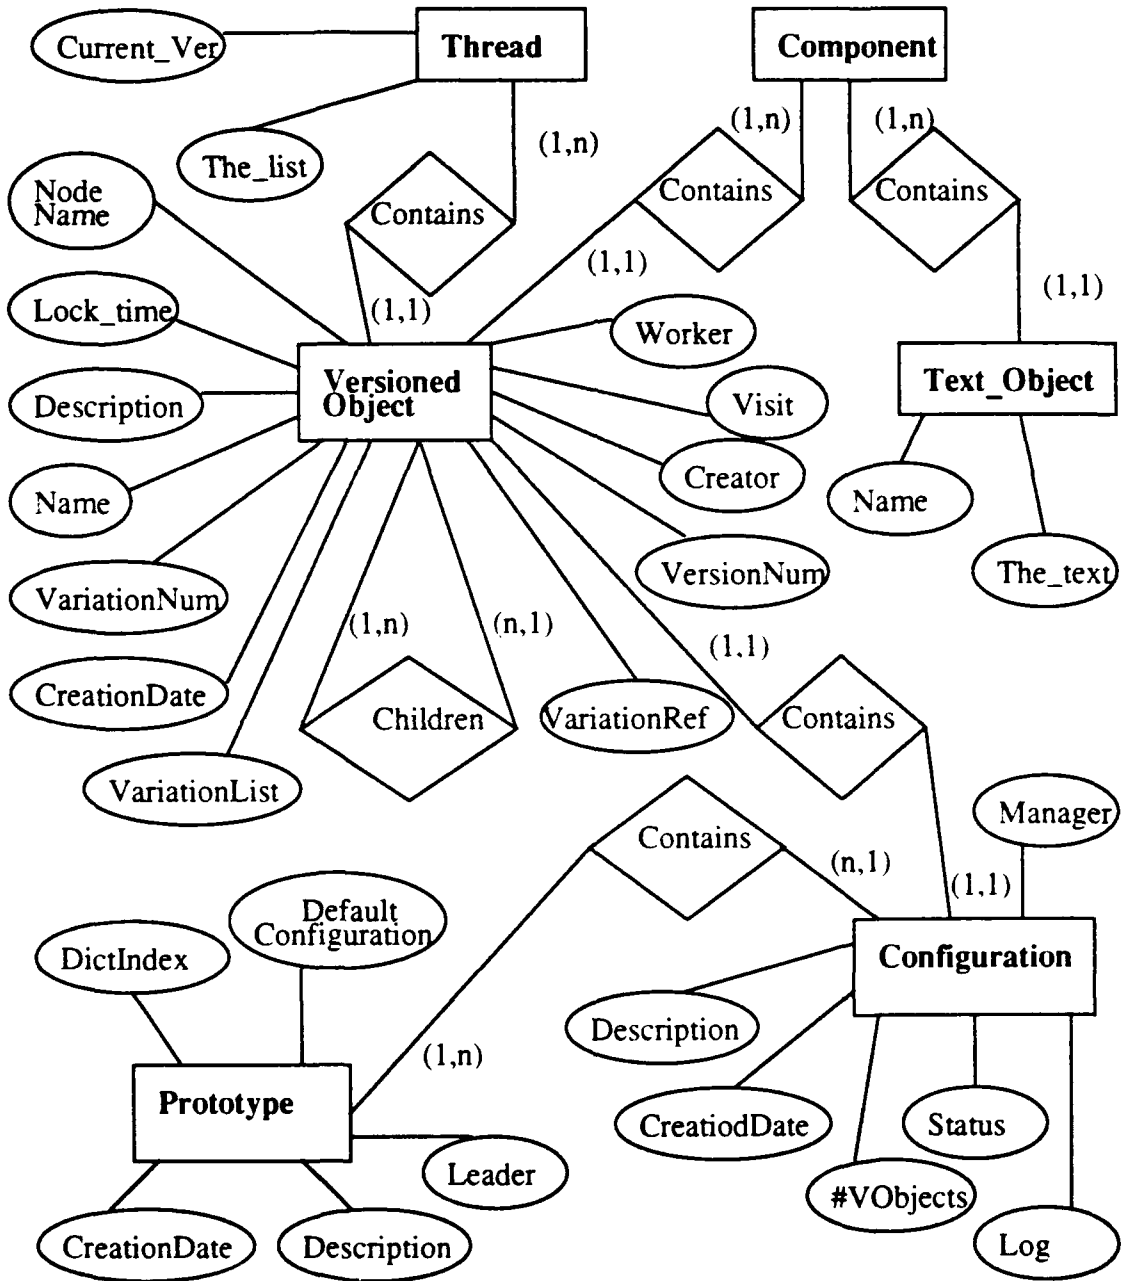 Current_Ver
Thread
Component
The_list
(1,n)
(1,n)
(1,n)
Node
Name
Contains
Contains
Contains
Lock_time
(1,1)
(1,1)
(1,1)
Worker
Versioned
Object
Text_Object
Description
Visit
Name
Creator
Name
VariationNum
VersionNum
The_text
(1,n)
(n,1)
(1,1)
CreationDate
Children
VariationRef
Contains
VariationList
Manager
Contains
(n,1)
(1,1)
Default
Configuration
DictIndex
Configuration
Description
(1,n)
Prototype
CreatiodDate
Status
Leader
#VObjects
CreationDate
Description
Log